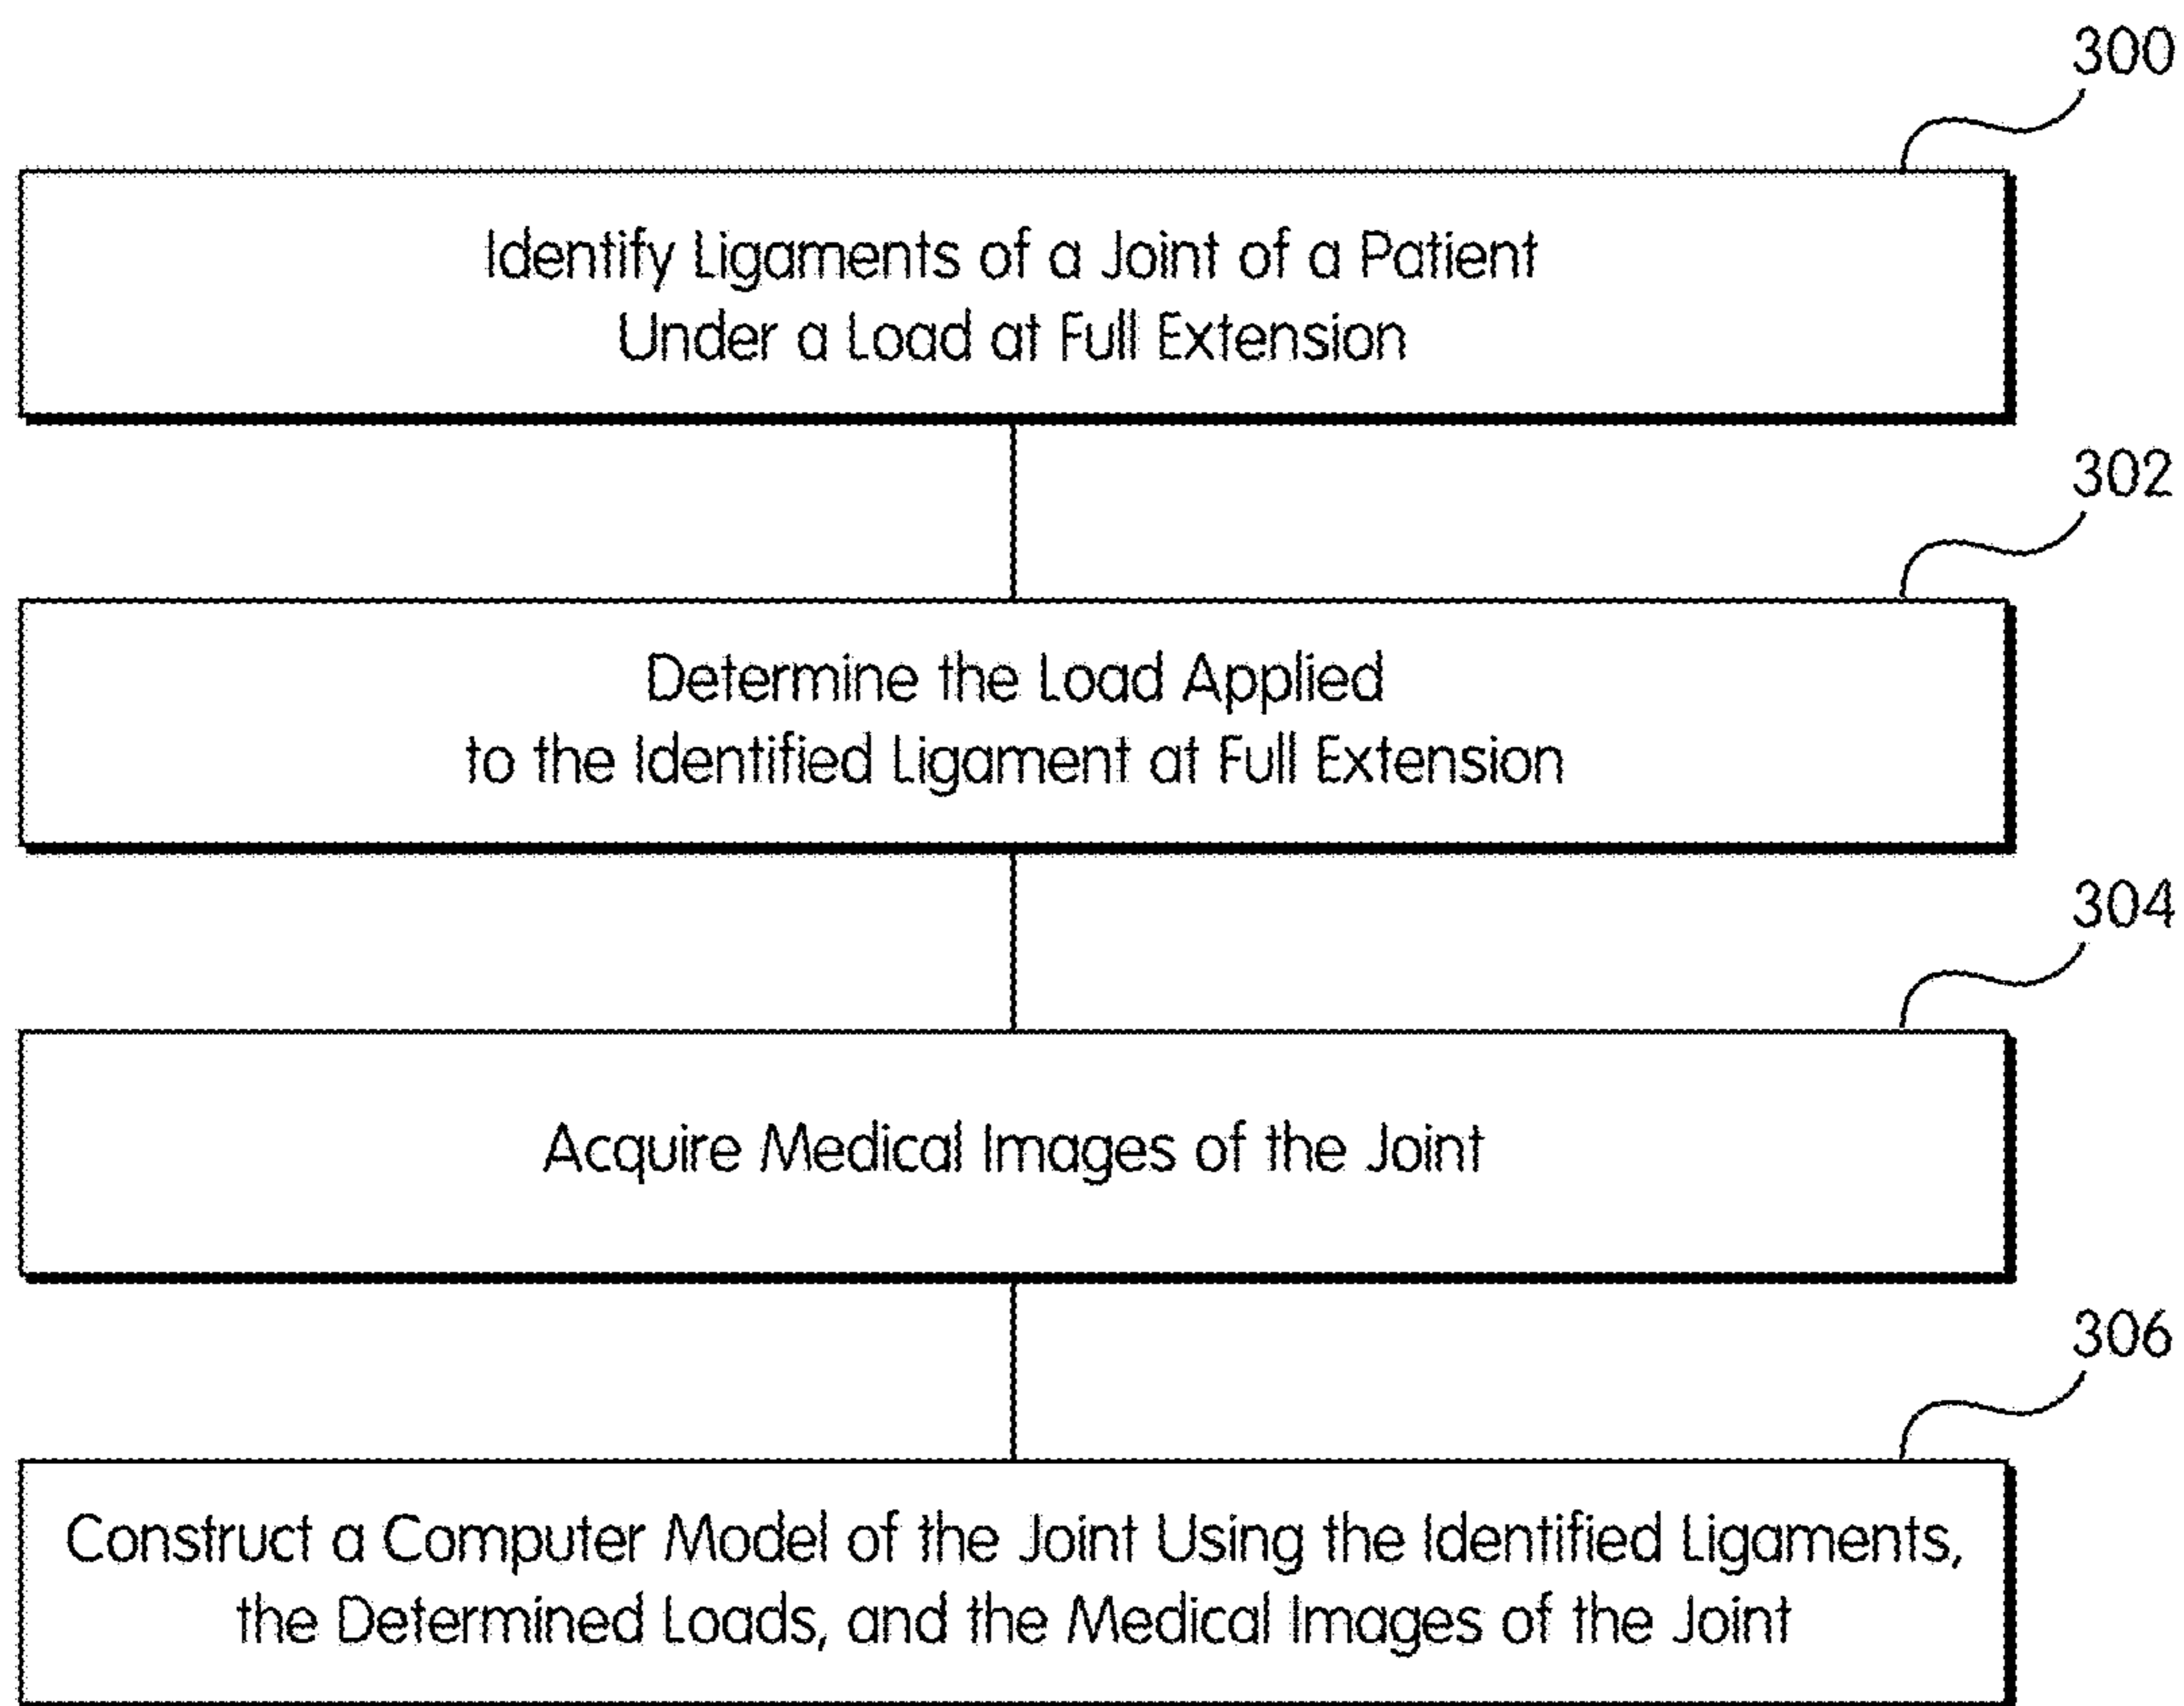 300
Identify Ligaments of a Joint of a Patient
Under a Load at Full Extension
302
Determine the Load Applied
to the Identified Ligament at Full Extension
304
Acquire Medical Images of the Joint
306
Construct a Computer Model of the Joint Using the Identified Ligaments,
the Determined Loads, and the Medical Images of the Joint